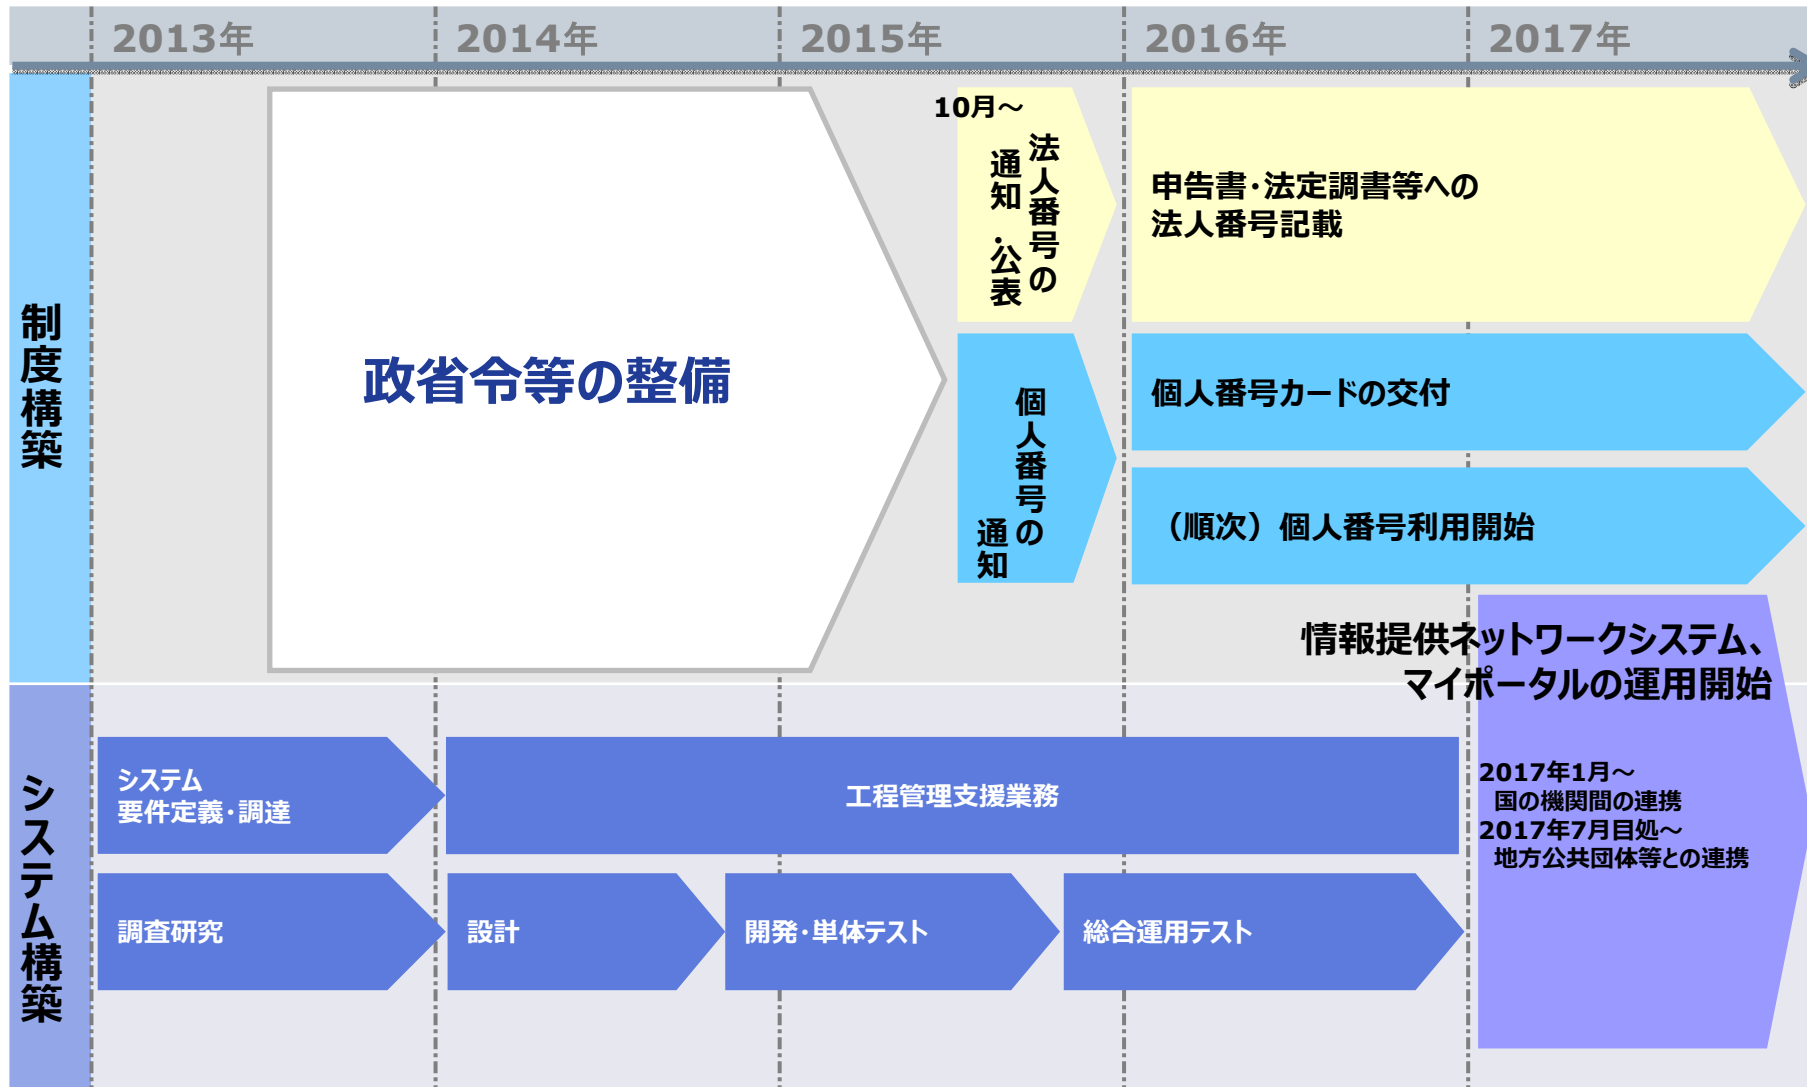 2013年
2014年
2015年
2016年
2017年
制度構築
政省令等の整備
10月～
法人番号の
通知・公表
申告書・法定調書等への
法人番号記載
個人番号の
通知
個人番号カードの交付
（順次）個人番号利用開始
情報提供ネットワークシステム、
マイポータルの運用開始
2017年1月～
国の機関間の連携
2017年7月目処～
地方公共団体等との連携
システム構築
システム
要件定義・調達
工程管理支援業務
調査研究
設計
開発・単体テスト
総合運用テスト